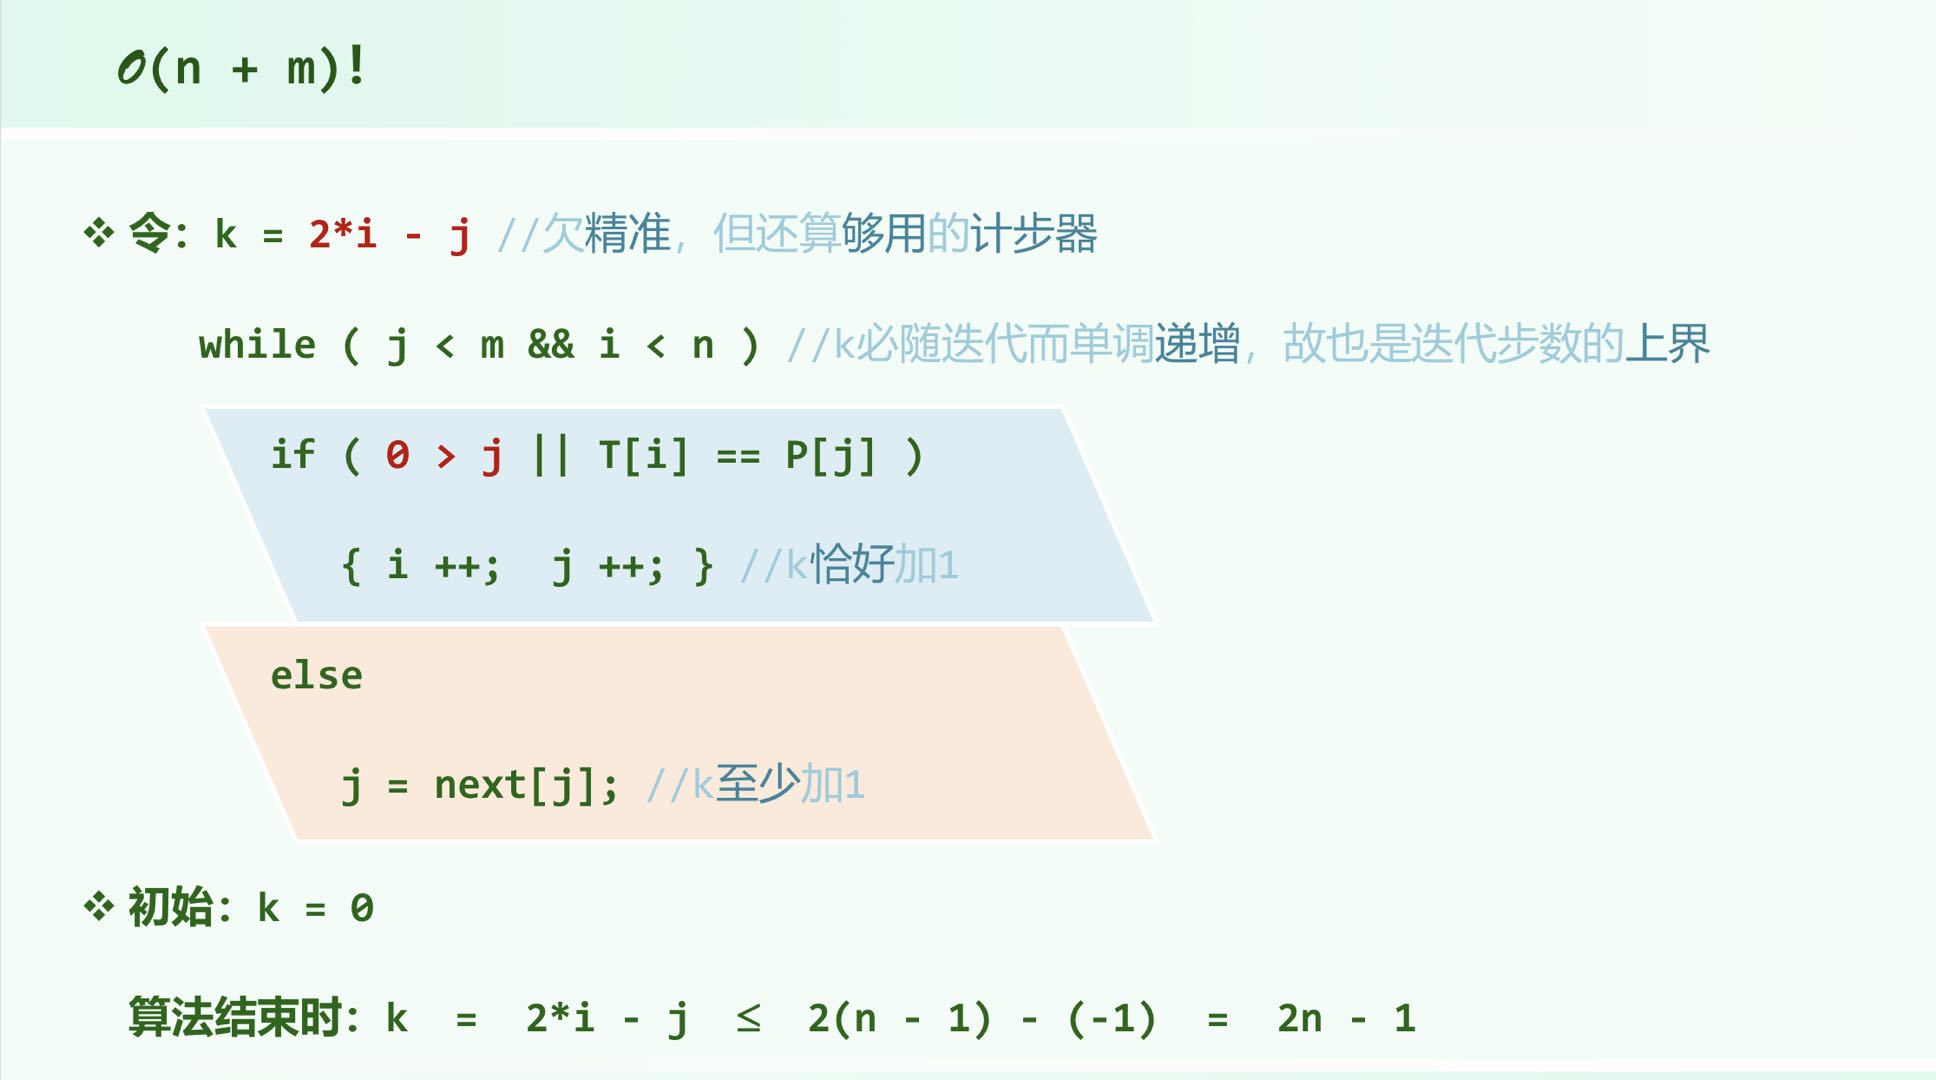 𝒪(n + m)!
❖ 令：k = 2*i - j //欠精准，但还算够用的计步器
while ( j < m && i < n ) //k必随迭代而单调递增，故也是迭代步数的上界
if ( 0 > j || T[i] == P[j] )
{ i ++; j ++; } //k恰好加1
else
j = next[j]; //k至少加1
❖ 初始：k = 0
算法结束时：k = 2*i - j ≤ 2(n - 1) - (-1) = 2n - 1